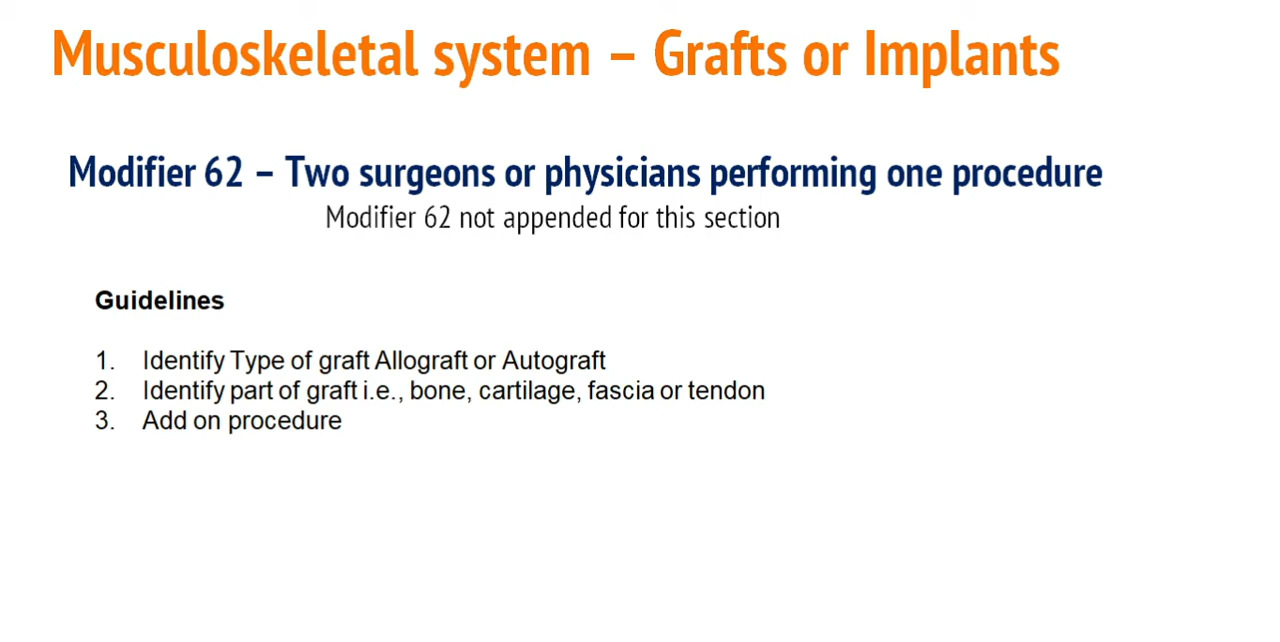 Musculoskeletal system – Grafts or Implants
Modifier 62 – Two surgeons or physicians performing one procedure
Modifier 62 not appended for this section
Guidelines
1. Identify Type of graft Allograft or Autograft
2. Identify part of graft i.e., bone, cartilage, fascia or tendon
3. Add on procedure